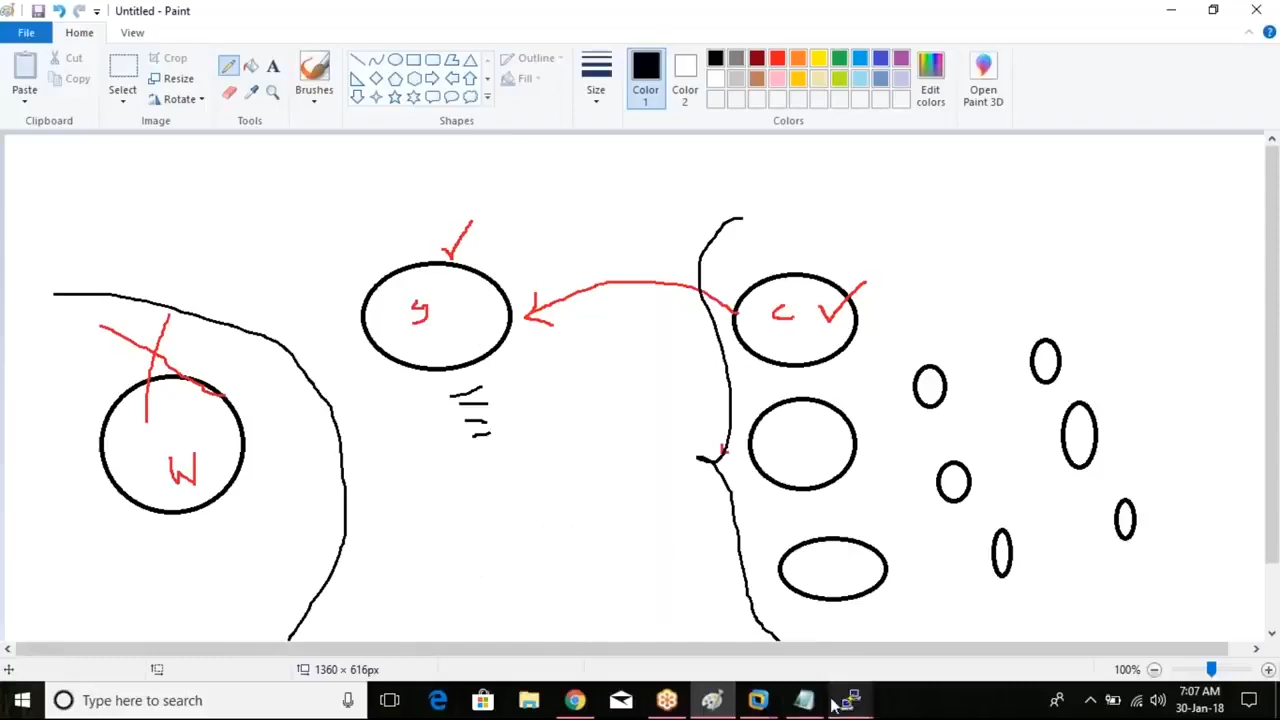 Untitled - Paint
File
Home
View
Paste
Cut
Copy
Clipboard
Select
Crop
Resize
Rotate
Image
Tools
Brushes
Shapes
Outline
Fill
Size
Color 1
Color 2
Colors
Edit colors
Open Paint 3D
y
c
W
1360 × 616px
100%
Type here to search
7:07 AM
30-Jan-18